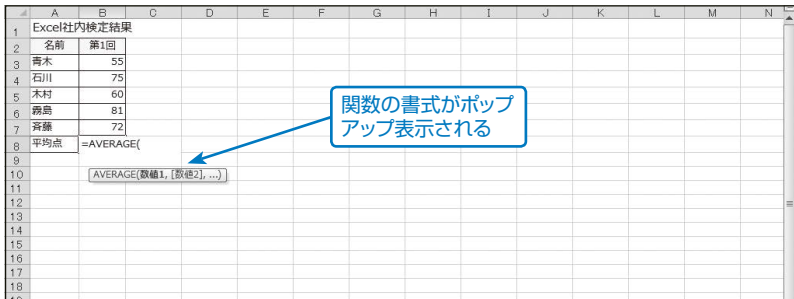 A B C D E F G H I J K L M N
1 Excel社内検定結果
2 名前 第1回
3 青木 55
4 石川 75
5 木村 60
6 霧島 81
7 斉藤 72
8 平均点 =AVERAGE(
9
10 AVERAGE(数値1, [数値2], ...)
11
12
13
14
15
16
17
18
関数の書式がポップ
アップ表示される